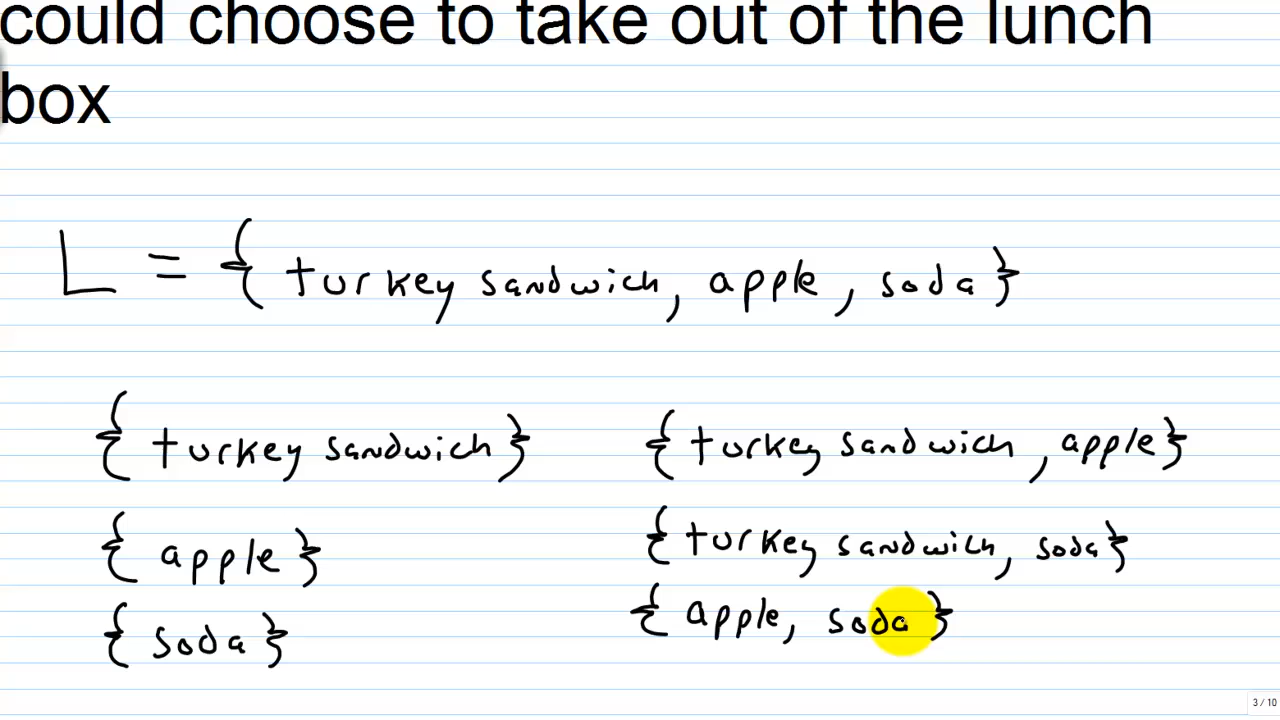 could choose to take out of the lunch
box
L = { turkey sandwich, apple, soda }
{ turkey sandwich }
{ apple }
{ soda }
{ turkey sandwich, apple }
{ turkey sandwich, soda }
{ apple, soda }
3 / 10